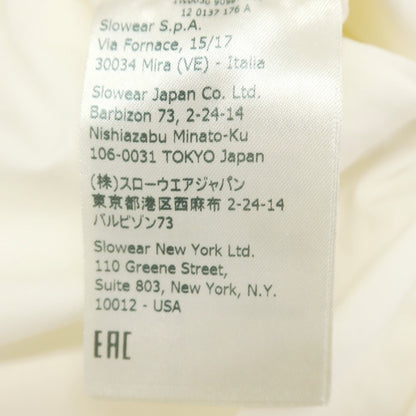 12 0137 176 A
Slowear S.p.A.
Via Fornace, 15/17
30034 Mira (VE) - Italia
Slowear Japan Co. Ltd.
Barbizon 73, 2-24-14
Nishiazabu Minato-Ku
106-0031 TOKYO Japan
(株)スローウエアジャパン
東京都港区西麻布 2-24-14
バルビゾン73
Slowear New York Ltd.
110 Greene Street,
Suite 803, New York, N.Y.
10012 - USA
EAC